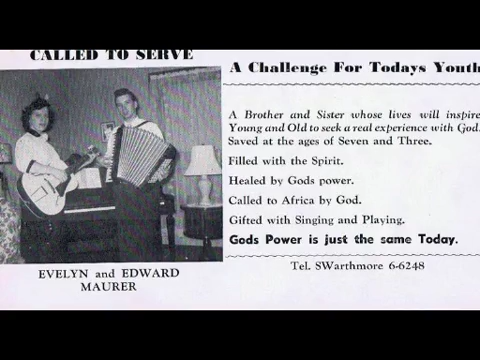 CALLED TO SERVE
EVELYN and EDWARD
MAURER
A Challenge For Todays Youth
A Brother and Sister whose lives will inspire
Young and Old to seek a real experience with God.
Saved at the ages of Seven and Three.
Filled with the Spirit.
Healed by Gods power.
Called to Africa by God.
Gifted with Singing and Playing.
Gods Power is just the same Today.
Tel. SWarthmore 6-6248